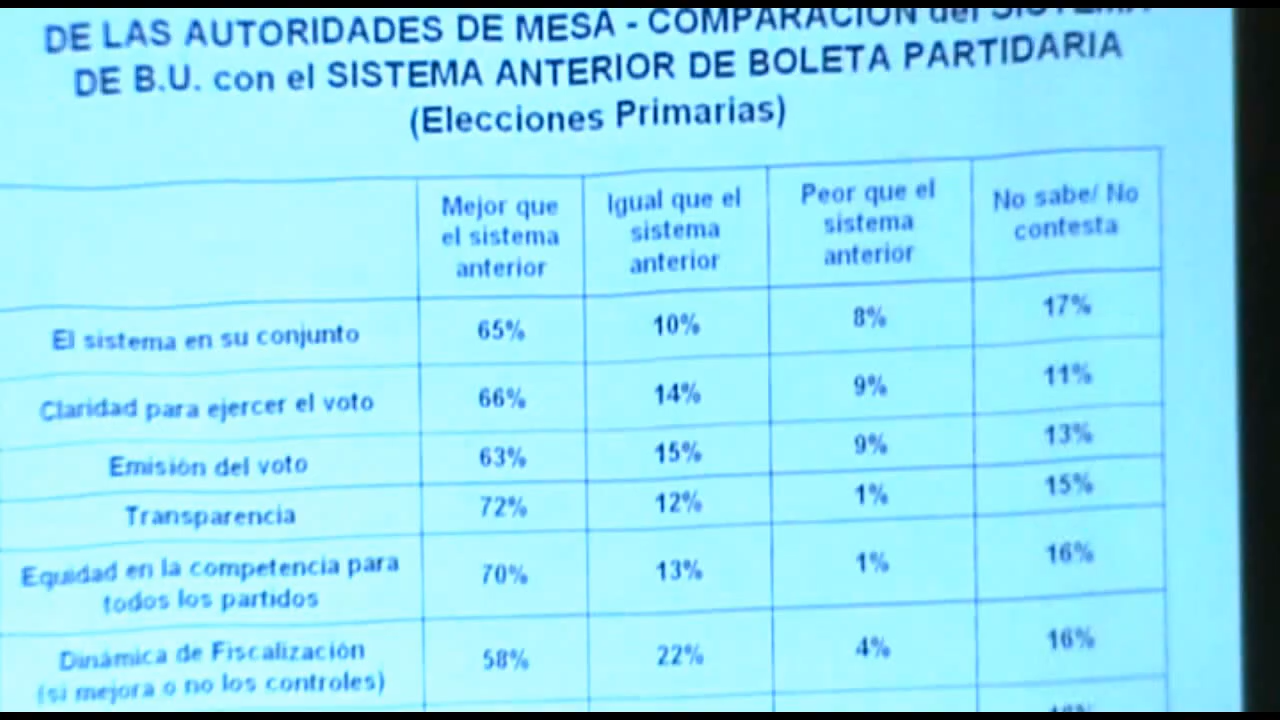 DE LAS AUTORIDADES DE MESA - COMPARACIÓN del SISTEMA
DE B.U. con el SISTEMA ANTERIOR DE BOLETA PARTIDARIA
(Elecciones Primarias)
Mejor que el sistema anterior
Igual que el sistema anterior
Peor que el sistema anterior
No sabe/ No contesta
El sistema en su conjunto 65% 10% 8% 17%
Claridad para ejercer el voto 66% 14% 9% 11%
Emisión del voto 63% 15% 9% 13%
Transparencia 72% 12% 1% 15%
Equidad en la competencia para todos los partidos 70% 13% 1% 16%
Dinámica de Fiscalización (si mejora o no los controles) 58% 22% 4% 16%